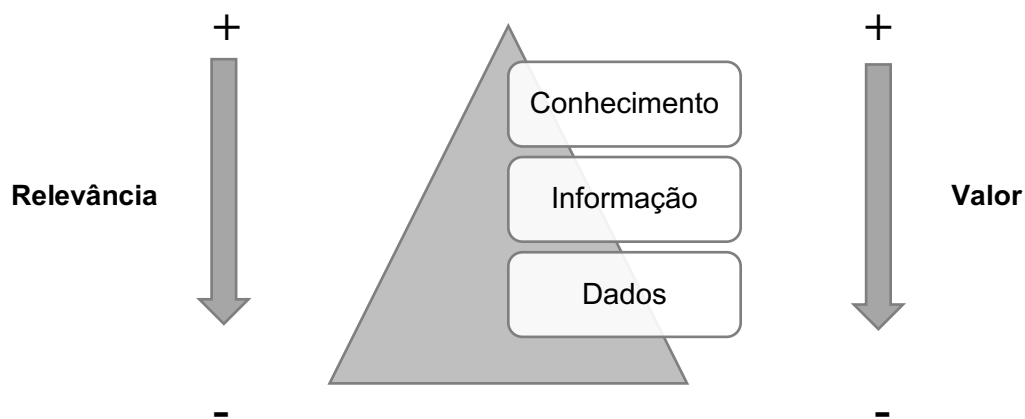 + +
Conhecimento
Relevância Informação Valor
Dados
- -